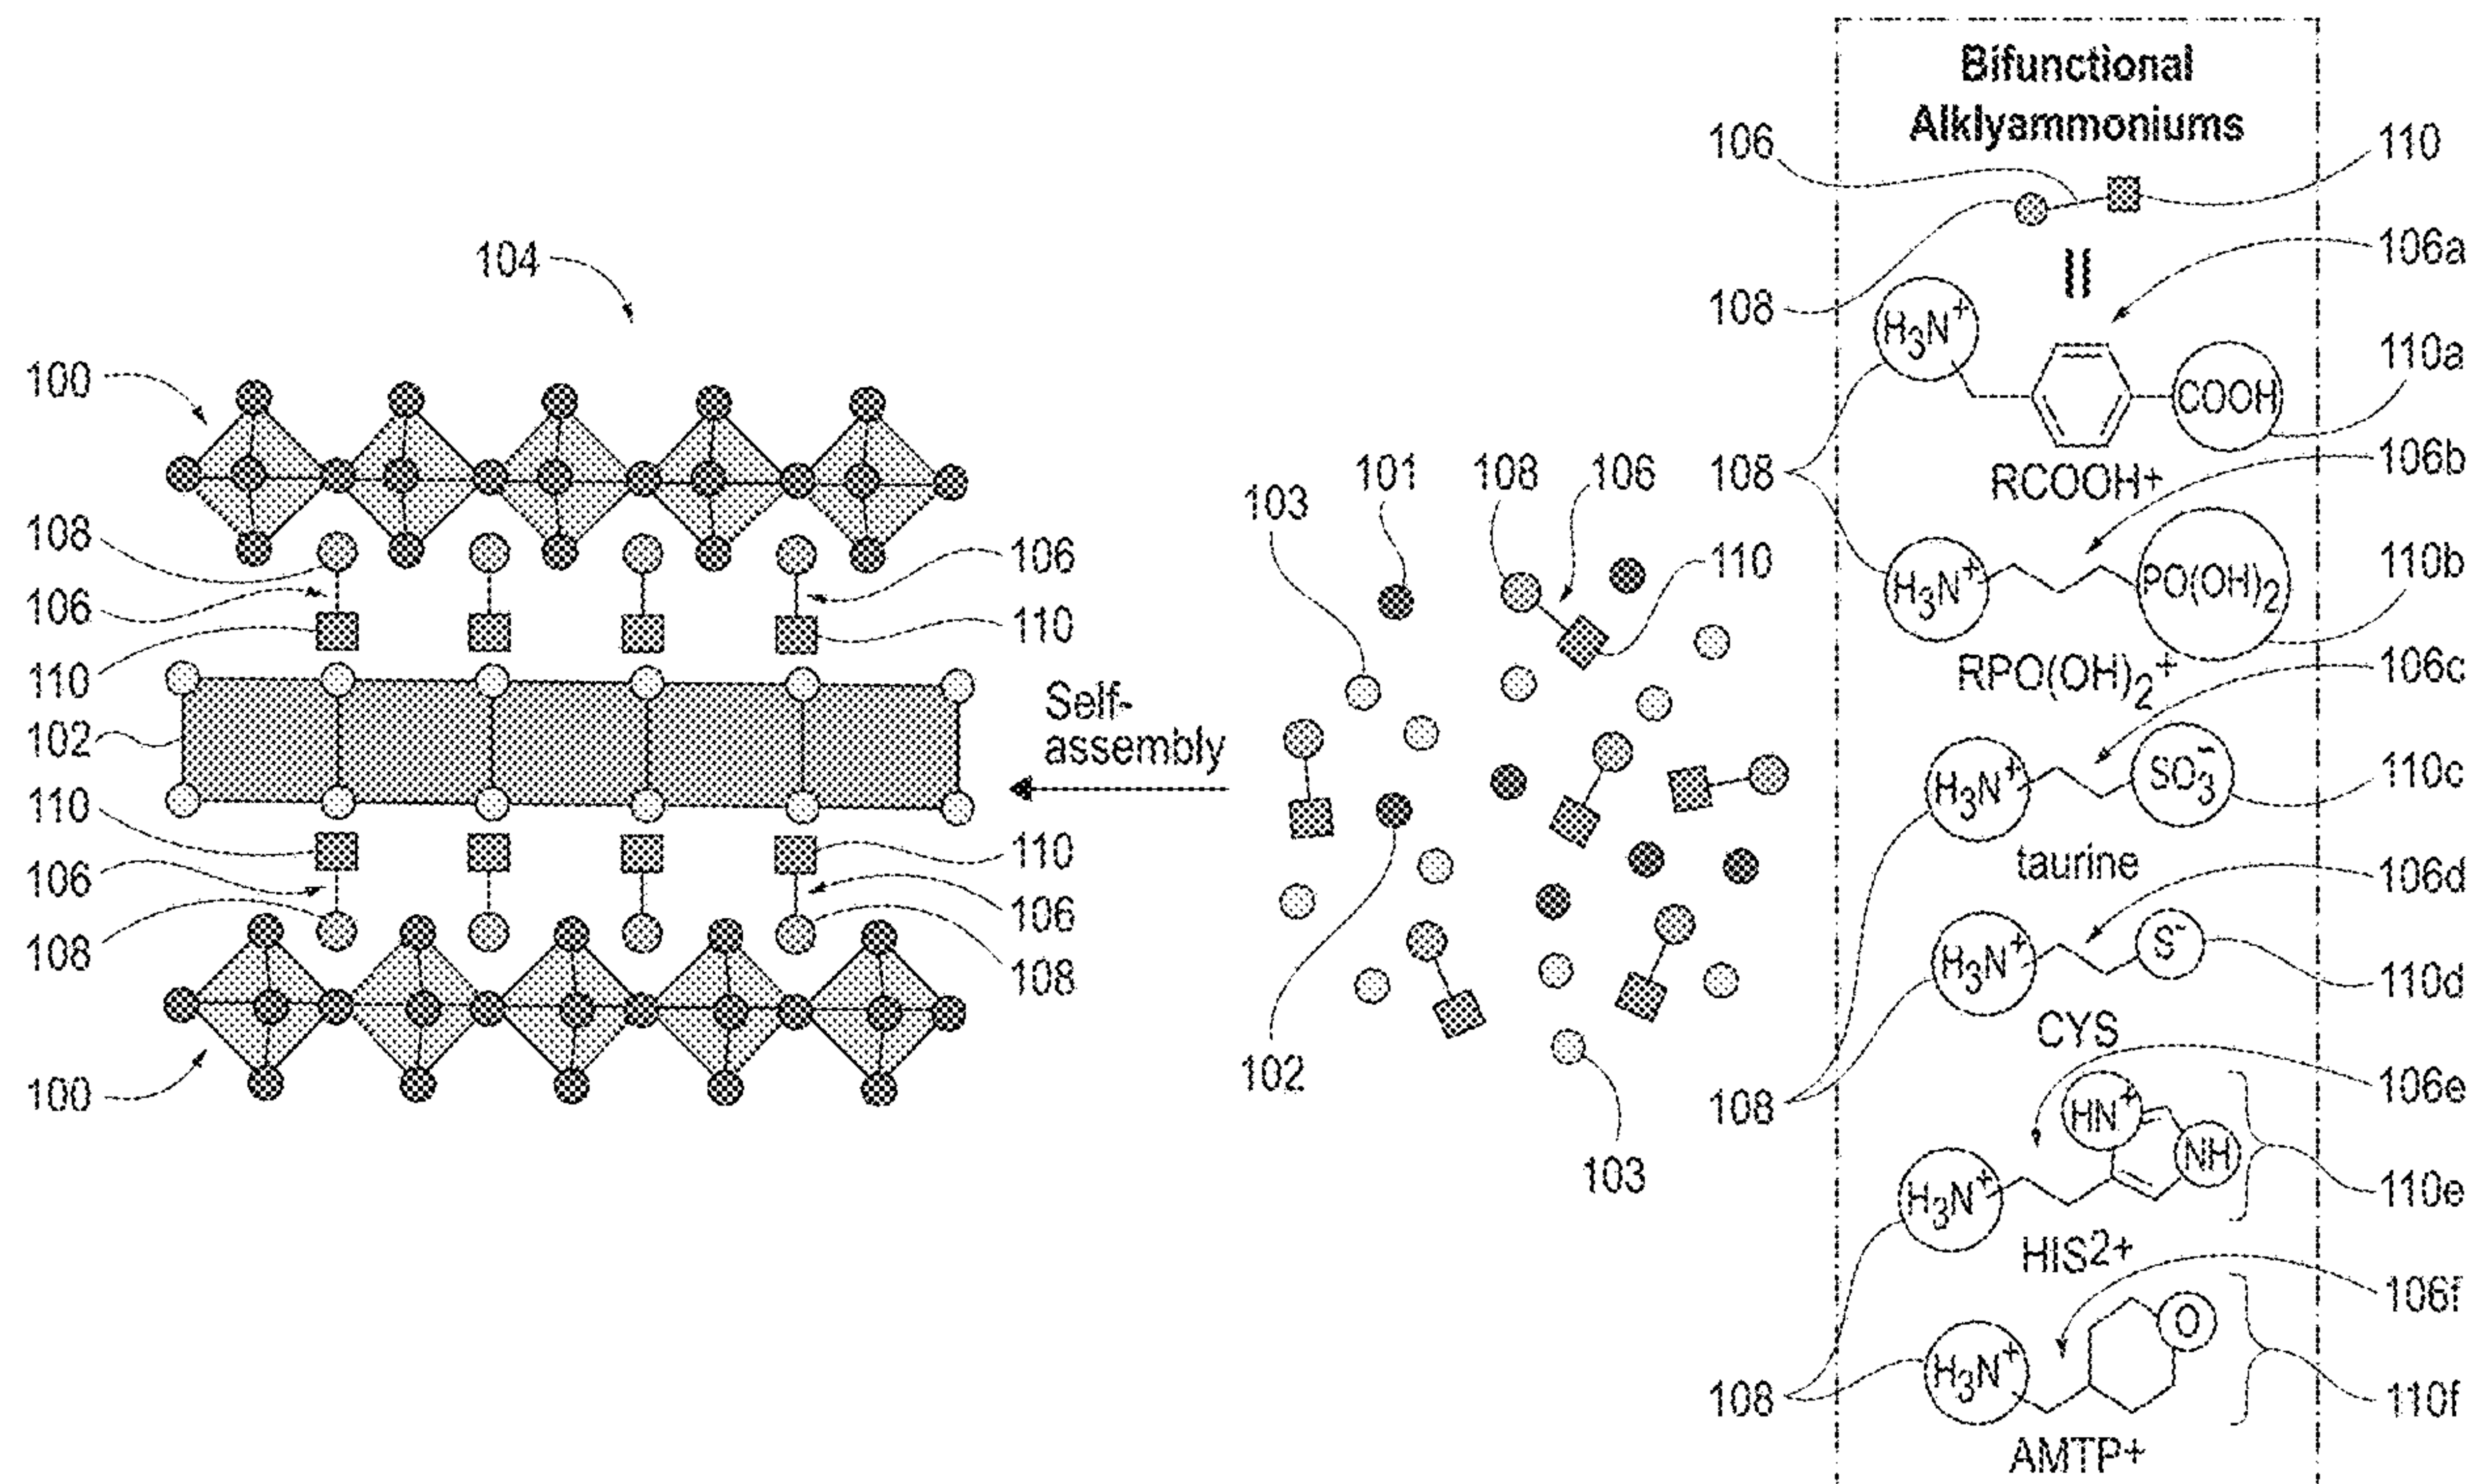 104
100
108
106
110
102
110
106
108
100
106
110
110
106
108
Self-
assembly
103
101
108
106
110
102
103
Bifunctional
Alklyammoniums
106
110
108
106a
H3N+
COOH
110a
RCOOH+
108
106b
H3N+
PO(OH)2
110b
RPO(OH)2+
106c
H3N+
SO3-
110c
taurine
106d
H3N+
S-
110d
CYS
108
106e
HN+
NH
H3N+
110e
HIS2+
106f
O
H3N+
108
110f
AMTP+